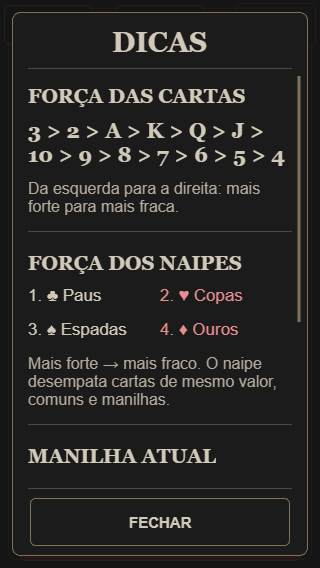 DICAS
FORÇA DAS CARTAS
3 > 2 > A > K > Q > J >
10 > 9 > 8 > 7 > 6 > 5 > 4
Da esquerda para a direita: mais
forte para mais fraca.
FORÇA DOS NAIPES
1. ♣ Paus
2. ♥ Copas
3. ♠ Espadas
4. ♦ Ouros
Mais forte → mais fraco. O naipe
desempata cartas de mesmo valor,
comuns e manilhas.
MANILHA ATUAL
FECHAR